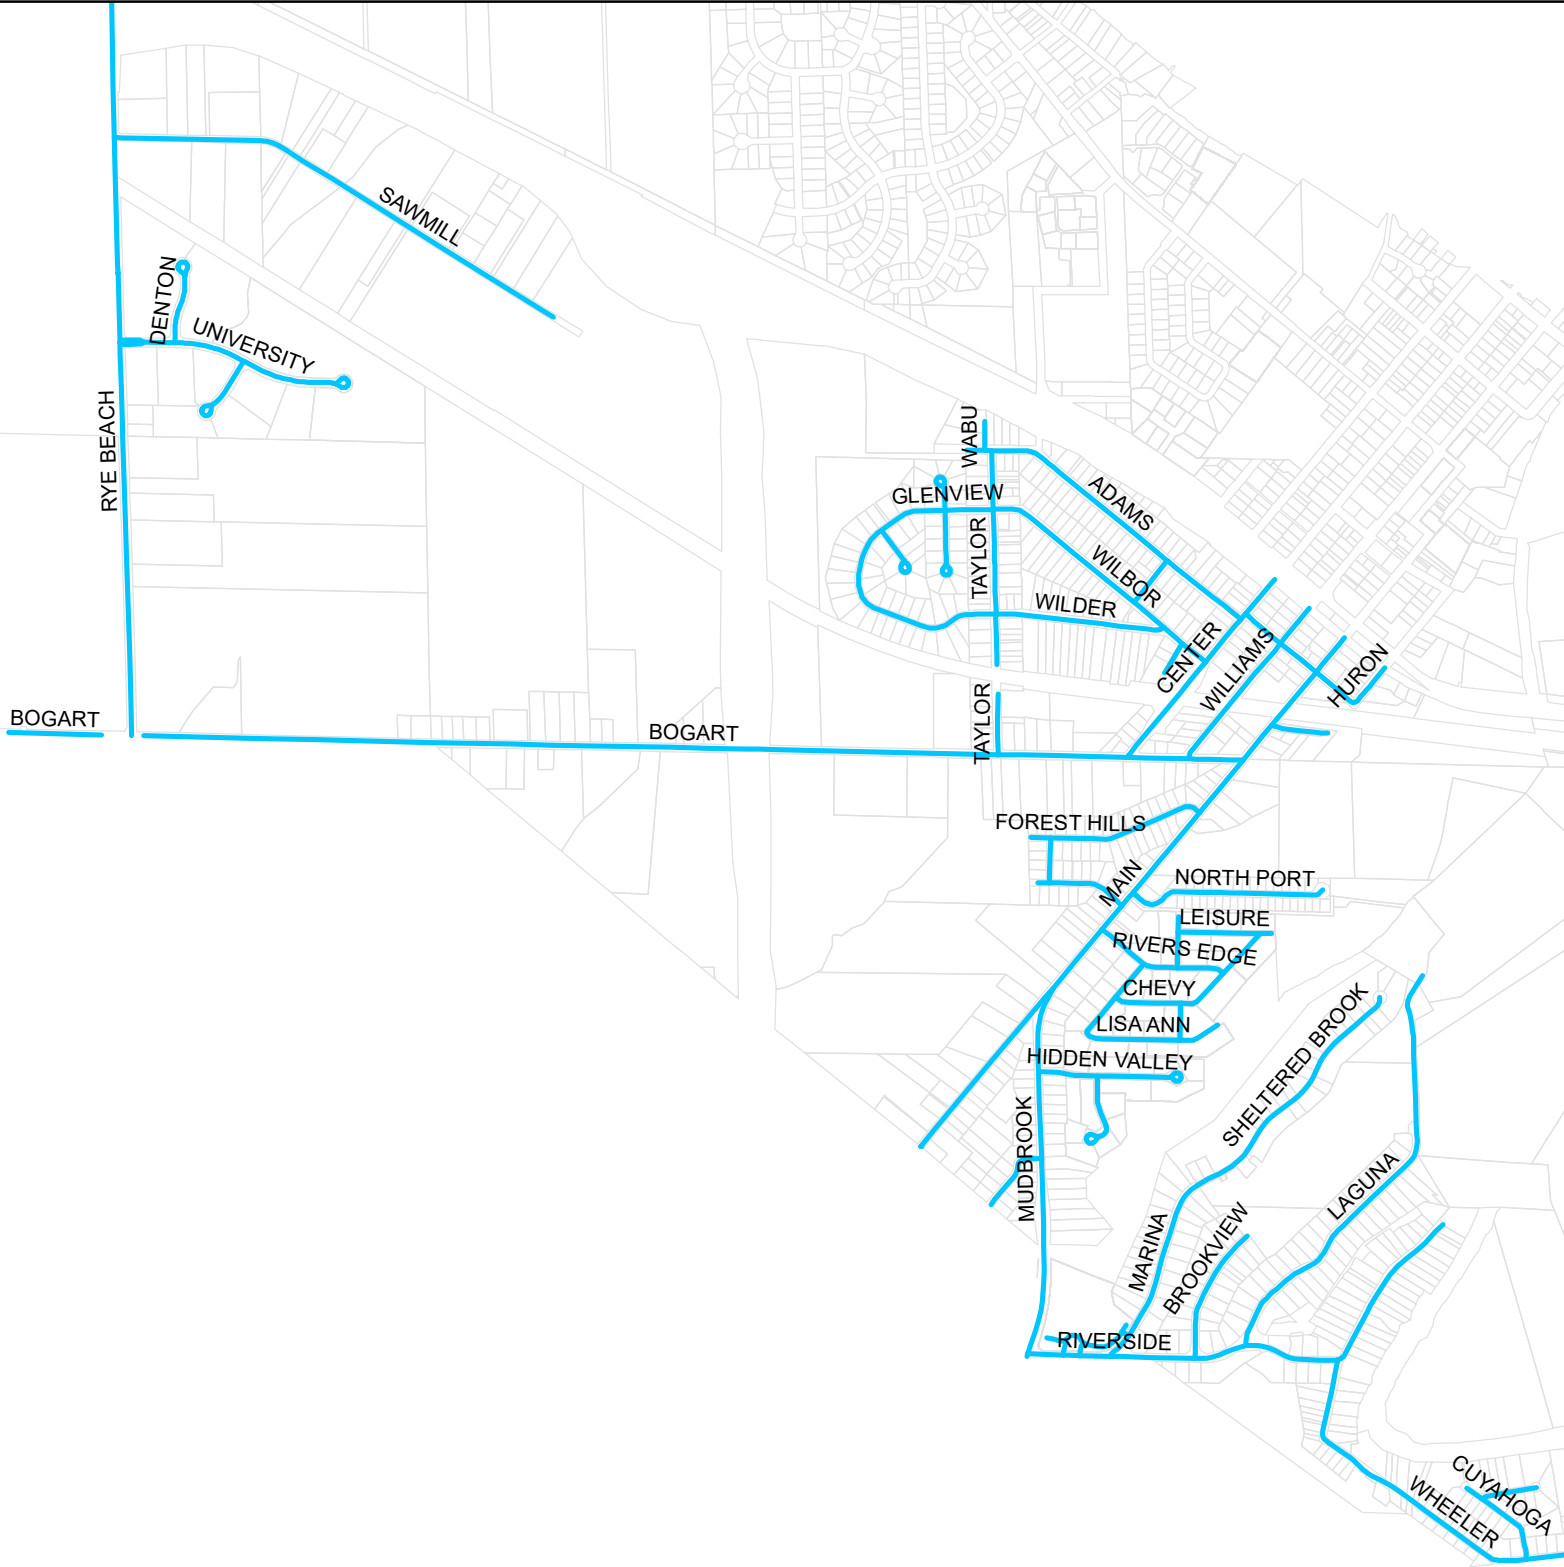 SAWMILL
DENTON
UNIVERSITY
RYE BEACH
WABU
GLENVIEW
ADAMS
TAYLOR
WILBOR
WILDER
CENTER
WILLIAMS
HURON
TAYLOR
BOGART
BOGART
FOREST HILLS
MAIN
NORTH PORT
LEISURE
RIVERS EDGE
CHEVY
LISA ANN
HIDDEN VALLEY
SHELTERED BROOK
MUDBROOK
LAGUNA
MARINA
BROOKVIEW
RIVERSIDE
CUYAHOGA
WHEELER